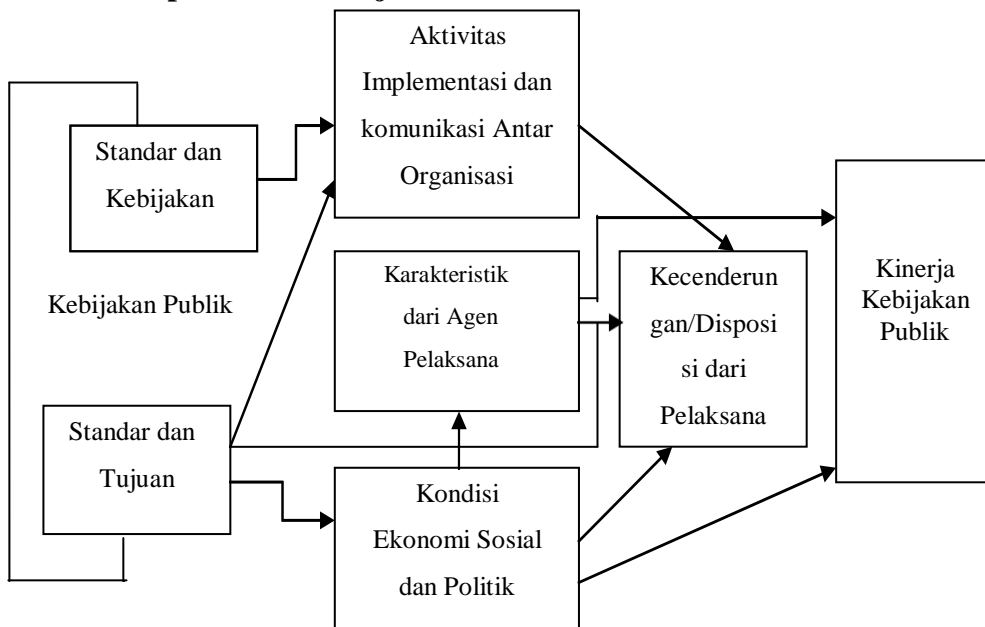 Aktivitas
Implementasi dan
komunikasi Antar
Organisasi
Standar dan
Kebijakan
Kebijakan Publik
Karakteristik
dari Agen
Pelaksana
Kecenderun
gan/Disposi
si dari
Pelaksana
Kinerja
Kebijakan
Publik
Standar dan
Tujuan
Kondisi
Ekonomi Sosial
dan Politik